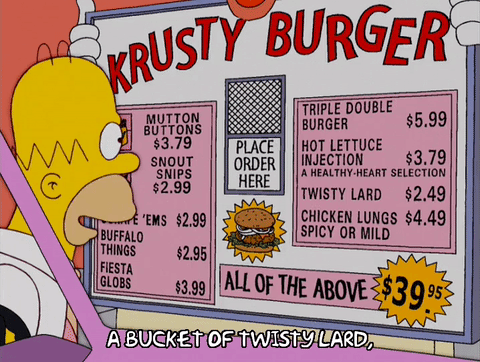 KRUSTY BURGER
MUTTON
BUTTONS
$3.79
SNOUT
SNIPS
$2.99
'EMS $2.99
BUFFALO
THINGS $2.95
FIESTA
GLOBS $3.99
PLACE
ORDER
HERE
TRIPLE DOUBLE
BURGER $5.99
HOT LETTUCE
INJECTION $3.79
A HEALTHY-HEART SELECTION
TWISTY LARD $2.49
CHICKEN LUNGS $4.49
SPICY OR MILD
ALL OF THE ABOVE $39.95
A BUCKET OF TWISTY LARD,